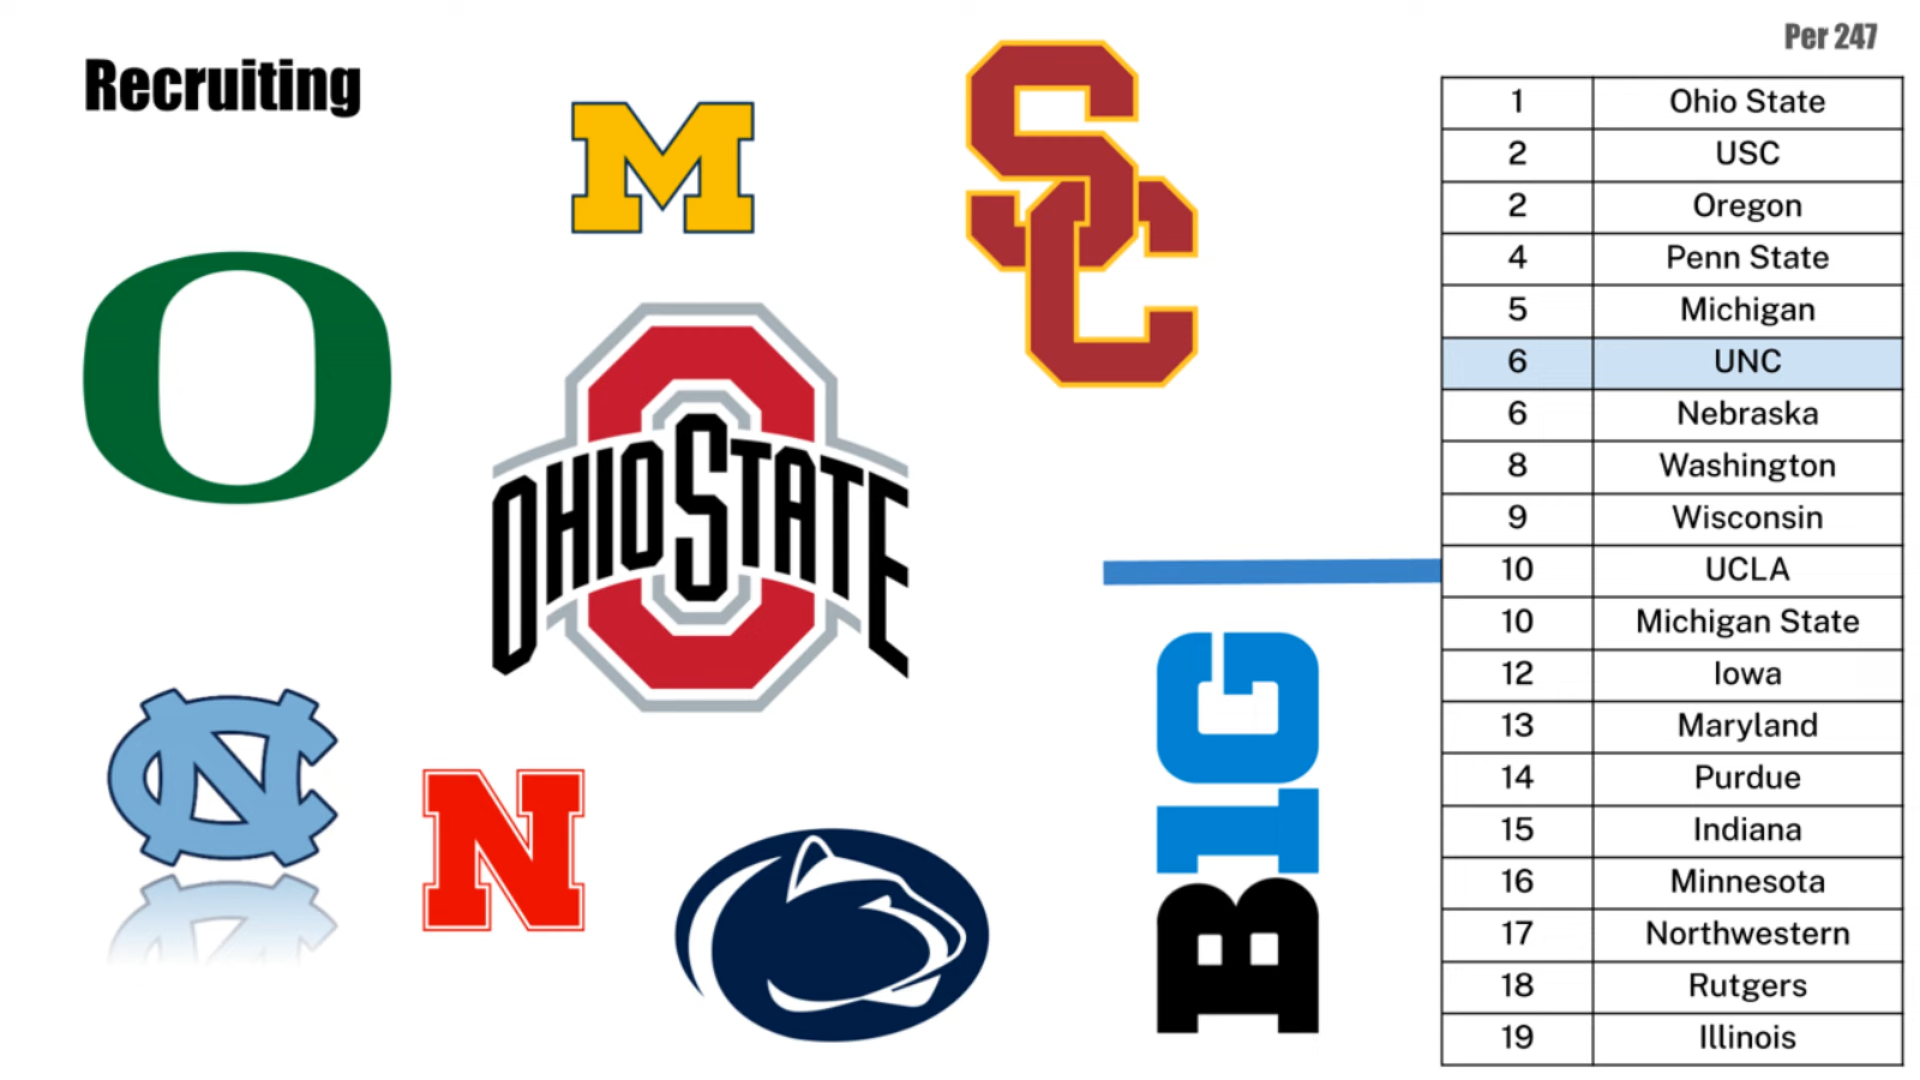 Recruiting
Per 247
M
SC
O
OHIO STATE
NC
N
B1G
1 Ohio State
2 USC
2 Oregon
4 Penn State
5 Michigan
6 UNC
6 Nebraska
8 Washington
9 Wisconsin
10 UCLA
10 Michigan State
12 Iowa
13 Maryland
14 Purdue
15 Indiana
16 Minnesota
17 Northwestern
18 Rutgers
19 Illinois